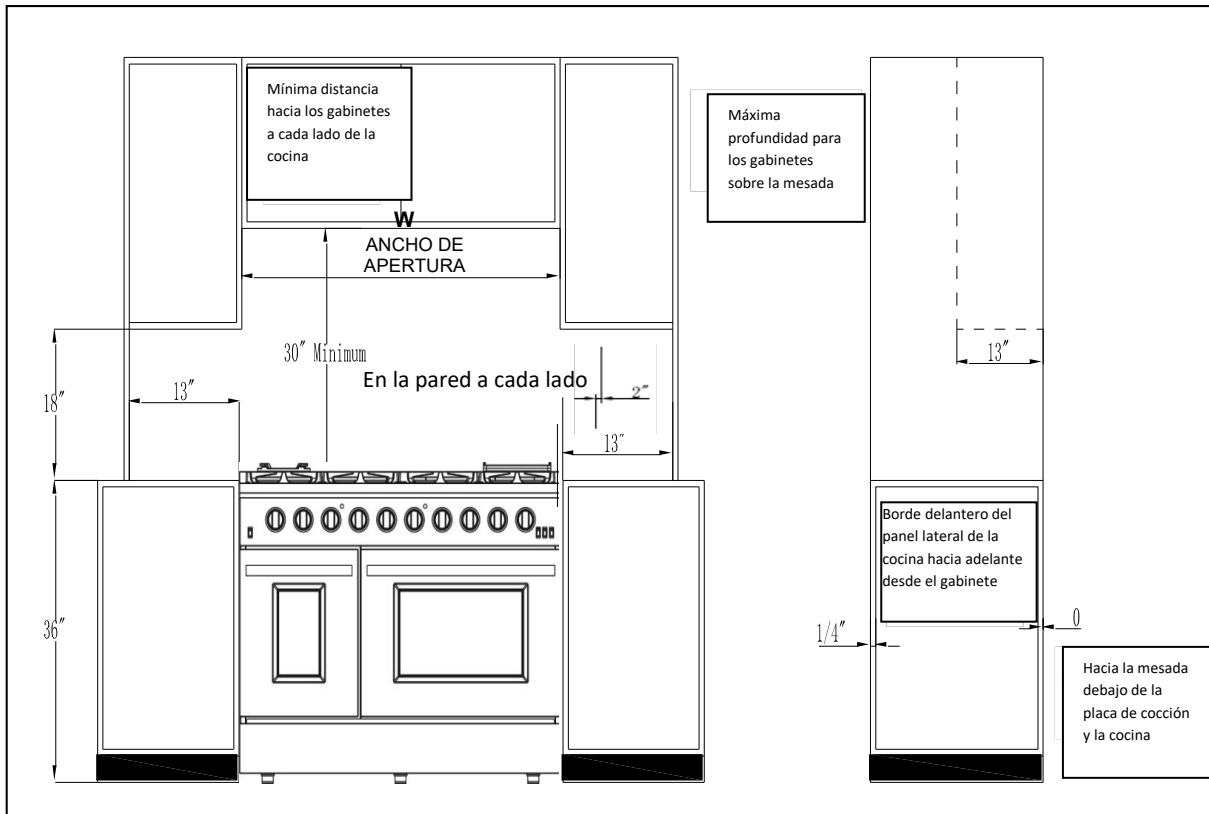 Mínima distancia
hacia los gabinetes
a cada lado de la
cocina
Máxima
profundidad para
los gabinetes
sobre la mesada
W
ANCHO DE
APERTURA
30" Minimum
En la pared a cada lado
13"
18"
13"
2"
13"
36"
Borde delantero del
panel lateral de la
cocina hacia adelante
desde el gabinete
1/4"
0
Hacia la mesada
debajo de la
placa de cocción
y la cocina